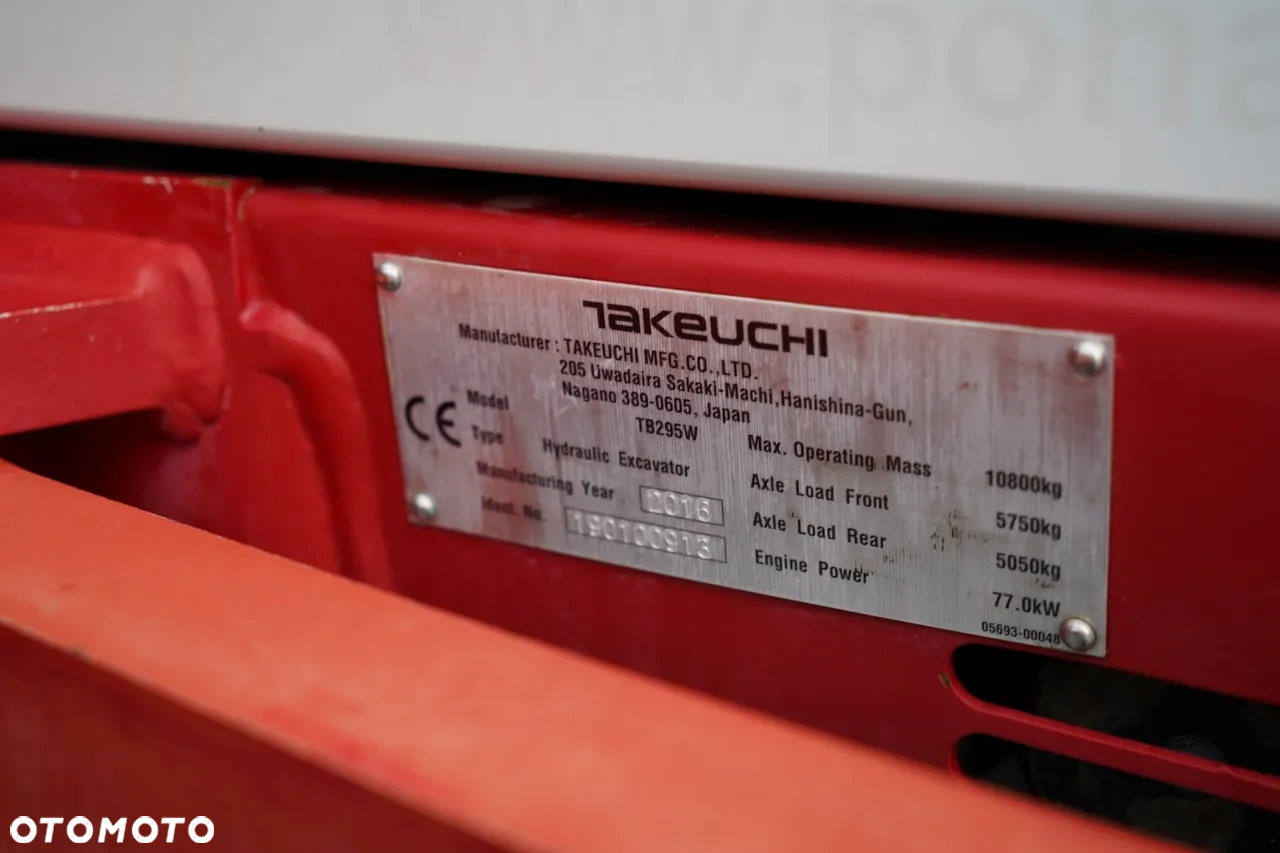 www.poha
TAKEUCHI
Manufacturer : TAKEUCHI MFG.CO.,LTD.
205 Uwadaira Sakaki-Machi,Hanishina-Gun,
Nagano 389-0605, Japan
CE
Model TB295W
Type Hydraulic Excavator
Manufacturing Year 2016
Ident. No. 190100913
Max. Operating Mass 10800kg
Axle Load Front 5750kg
Axle Load Rear 5050kg
Engine Power 77.0kW
05693-00048
OTOMOTO